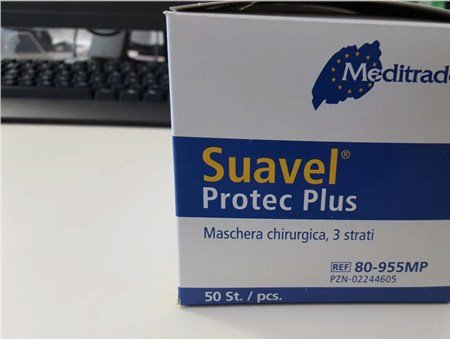 Meditrade
Suavel®
Protec Plus
Maschera chirurgica, 3 strati
REF 80-955MP
PZN-02244605
50 St. / pcs.